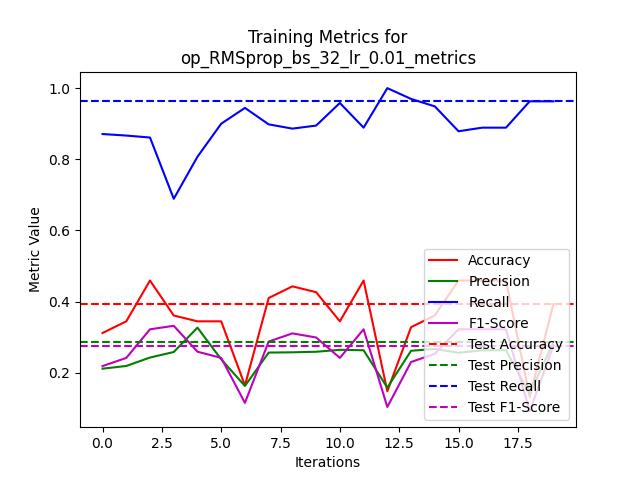 Training Metrics for
op_RMSprop_bs_32_lr_0.01_metrics
Metric Value
1.0
0.8
0.6
0.4
0.2
Accuracy
Precision
Recall
F1-Score
Test Accuracy
Test Precision
Test Recall
Test F1-Score
0.0 2.5 5.0 7.5 10.0 12.5 15.0 17.5
Iterations